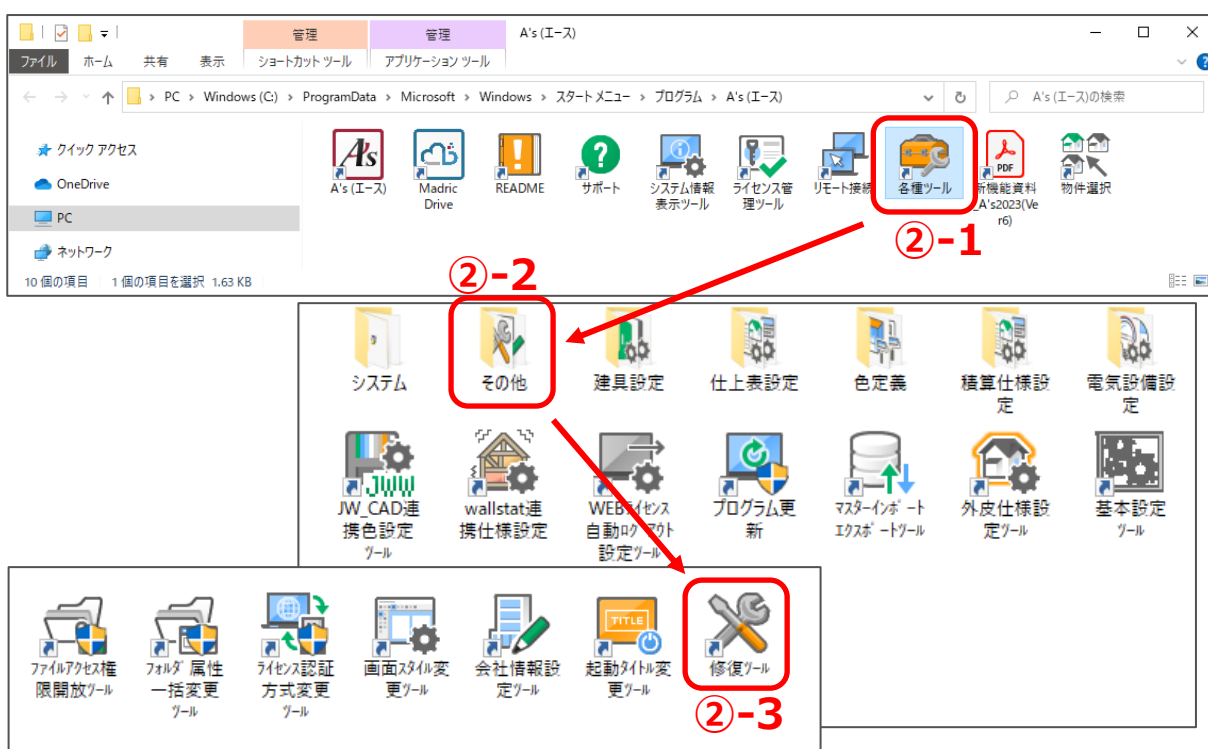 管理
管理
A's (エース)
ファイル
ホーム
共有
表示
ショートカット ツール
アプリケーション ツール
PC › Windows (C:) › ProgramData › Microsoft › Windows › スタート メニュー › プログラム › A's (エース)
A's (エース)の検索
クイック アクセス
OneDrive
PC
ネットワーク
A's (エース)
Madric
Drive
README
サポート
システム情報
表示ツール
ライセンス管
理ツール
リモート接続
各種ツール
PDF
新機能資料
_A's2023(Ve
r6)
物件選択
②-1
10 個の項目
1 個の項目を選択 1.63 KB
②-2
システム
その他
建具設定
仕上表設定
色定義
積算仕様設
定
電気設備設
定
JWW
JW_CAD連
携色設定
ツール
wallstat連
携仕様設定
WEBライセンス
自動ログアウト
設定ツール
プログラム更
新
マスターインポート
エクスポートツール
外皮仕様設
定ツール
基本設定
ツール
ファイルアクセス権
限開放ツール
フォルダ属性
一括変更
ツール
ライセンス認証
方式変更
ツール
画面スタイル変
更ツール
会社情報設
定ツール
TITLE
起動タイトル変
更ツール
修復ツール
②-3